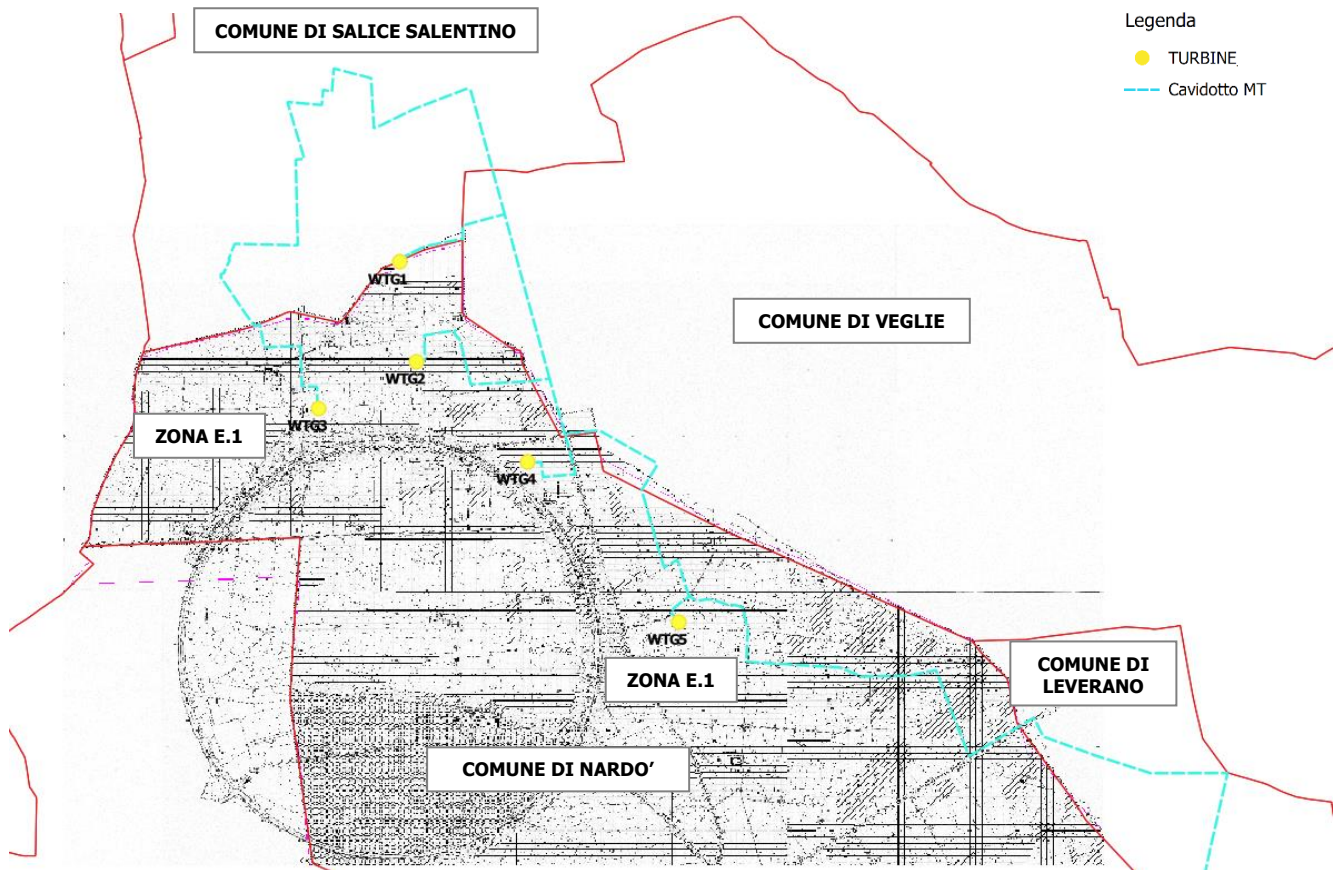 COMUNE DI SALICE SALENTINO
Legenda
TURBINE
Cavidotto MT
WTG1
COMUNE DI VEGLIE
WTG2
WTG3
ZONA E.1
WTG4
WTG5
ZONA E.1
COMUNE DI
LEVERANO
COMUNE DI NARDO'